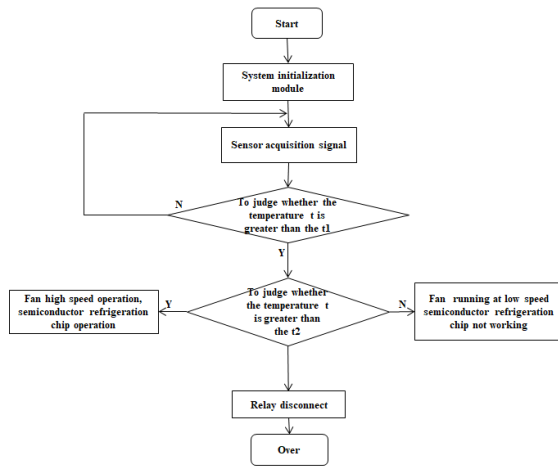 Start
System initialization
module
Sensor acquisition signal
N
To judge whether the
temperature t is
greater than the t1
Y
Fan high speed operation,
semiconductor refrigeration
chip operation
Y
To judge whether
the temperature t
is greater than
the t2
N
Fan running at low speed
semiconductor refrigeration
chip not working
Relay disconnect
Over